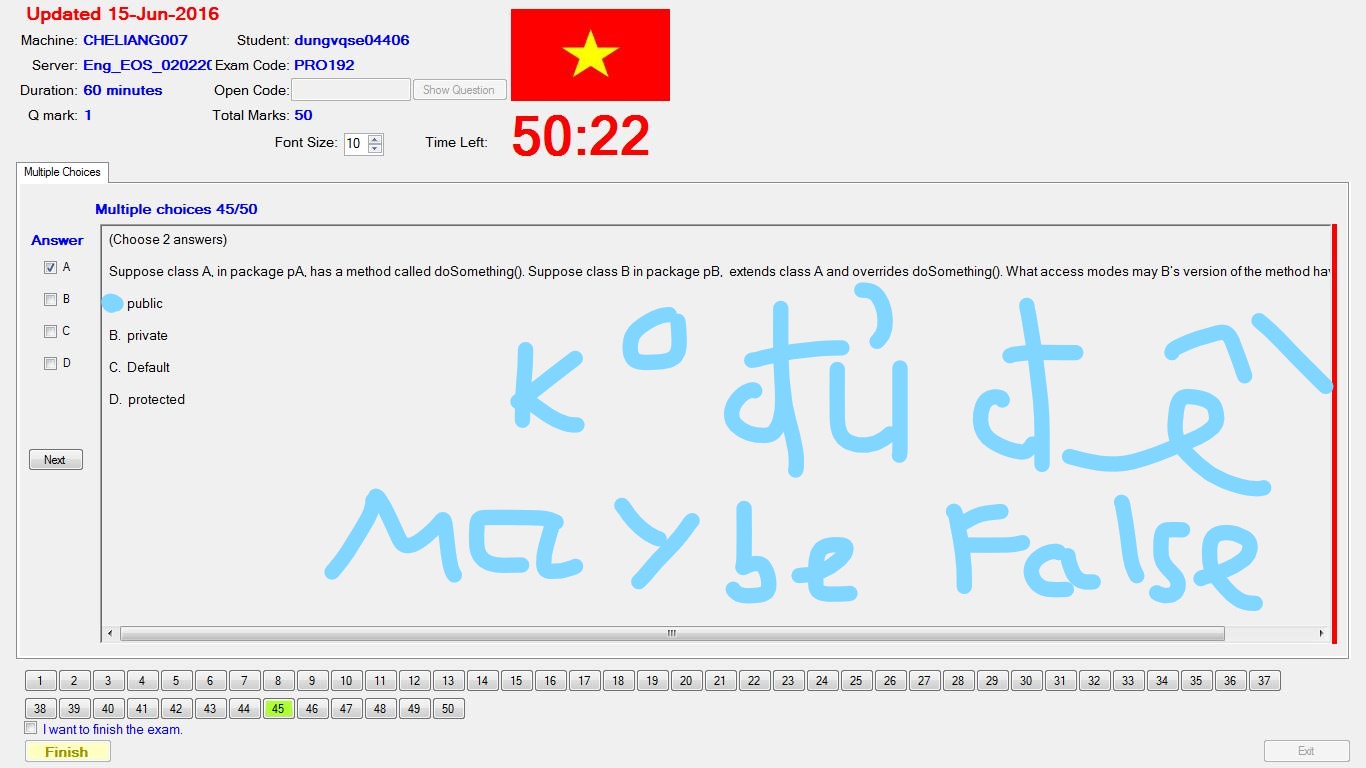 Updated 15-Jun-2016
Machine: CHELIANG007 Student: dungvqse04406
Server: Eng_EOS_020220 Exam Code: PRO192
Duration: 60 minutes Open Code: Show Question
Q mark: 1 Total Marks: 50
Font Size: 10 Time Left: 50:22
Multiple Choices
Multiple choices 45/50
Answer
(Choose 2 answers)
A
Suppose class A, in package pA, has a method called doSomething(). Suppose class B in package pB, extends class A and overrides doSomething(). What access modes may B's version of the method hav
B
public
C
B. private
D
C. Default
D. protected
K° đủ đề
Maybe False
Next
1 2 3 4 5 6 7 8 9 10 11 12 13 14 15 16 17 18 19 20 21 22 23 24 25 26 27 28 29 30 31 32 33 34 35 36 37
38 39 40 41 42 43 44 45 46 47 48 49 50
I want to finish the exam.
Finish Exit